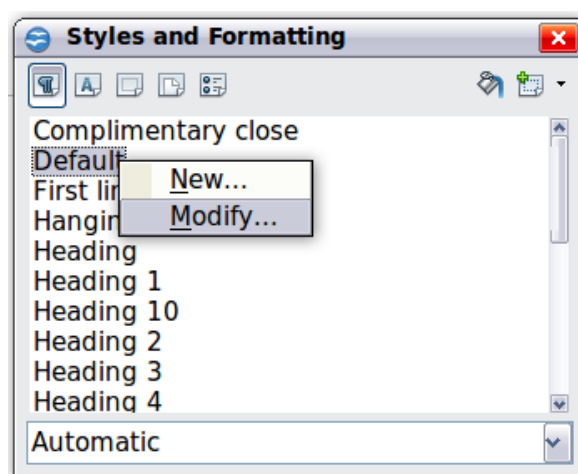 Styles and Formatting
Complimentary close
Default
New...
First lin
Modify...
Hangin
Heading
Heading 1
Heading 10
Heading 2
Heading 3
Heading 4
Automatic